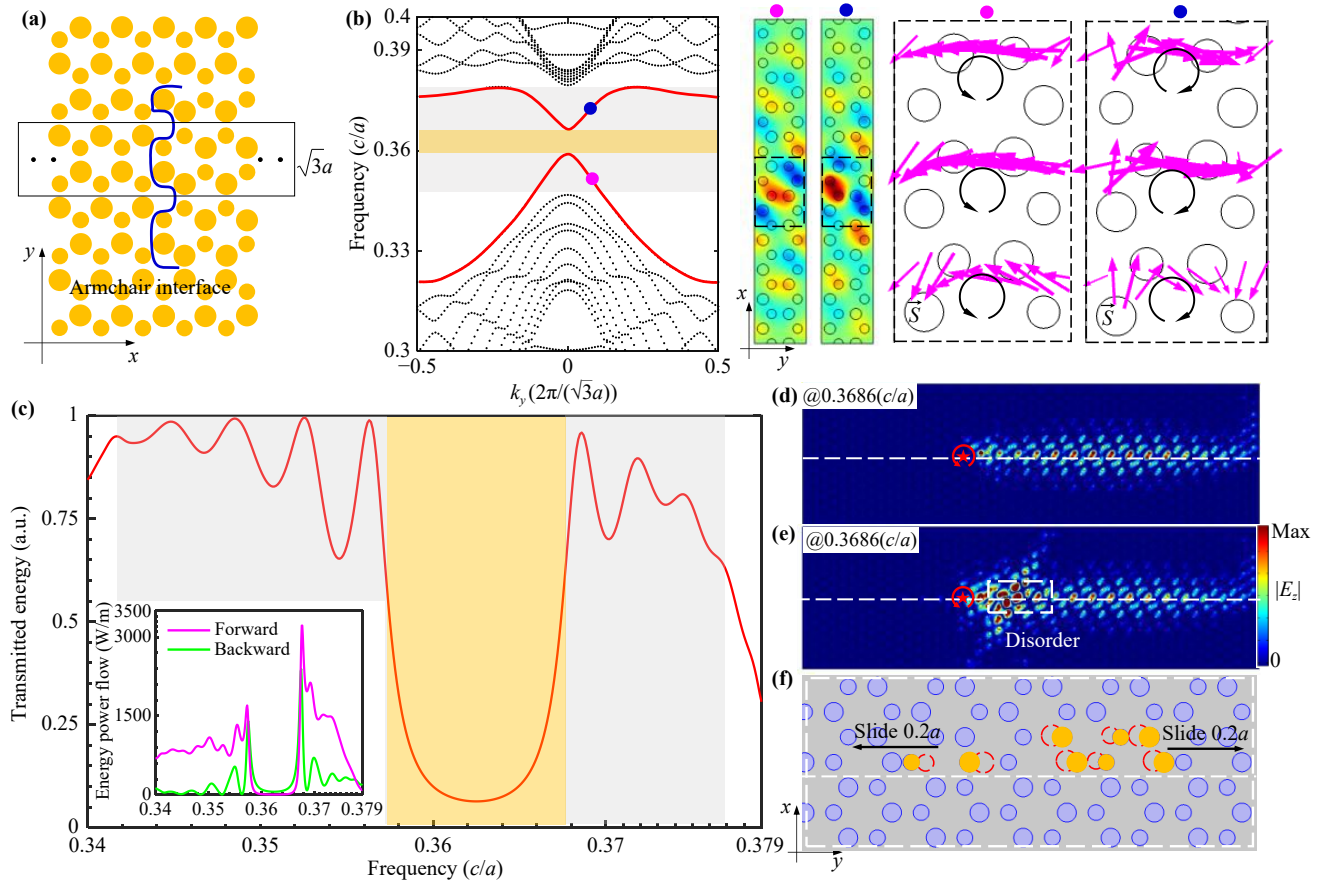 (a)
√3a
y
Armchair interface
x
(b)
Frequency (c/a)
0.4
0.39
0.36
0.33
0.3
−0.5
0
0.5
k_y(2π/(√3a))
x
y
S⃗
S⃗
(c)
Transmitted energy (a.u.)
1
0.75
0.5
0.25
0
0.34
0.35
0.36
0.37
0.379
Frequency (c/a)
Energy power flow (W/m)
3500
3000
1500
0
Forward
Backward
0.34
0.35
0.36
0.37
0.379
(d)
@0.3686(c/a)
(e)
@0.3686(c/a)
Disorder
Max
|E_z|
0
(f)
Slide 0.2a
Slide 0.2a
x
y